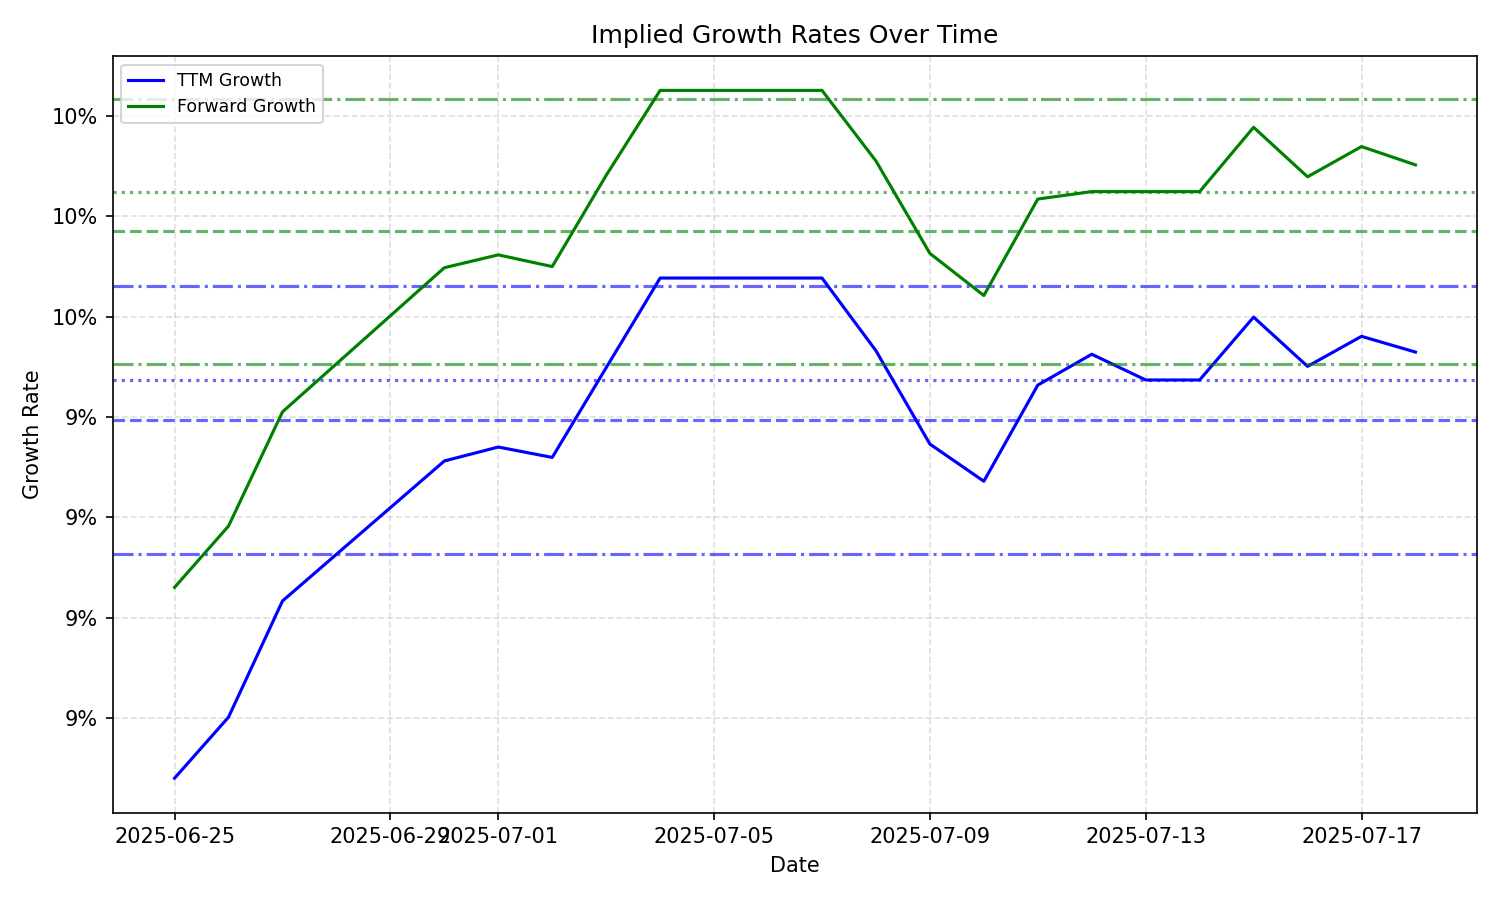 Implied Growth Rates Over Time
TTM Growth
Forward Growth
10%
10%
10%
9%
9%
9%
9%
Growth Rate
2025-06-25
2025-06-29
2025-07-01
2025-07-05
2025-07-09
2025-07-13
2025-07-17
Date